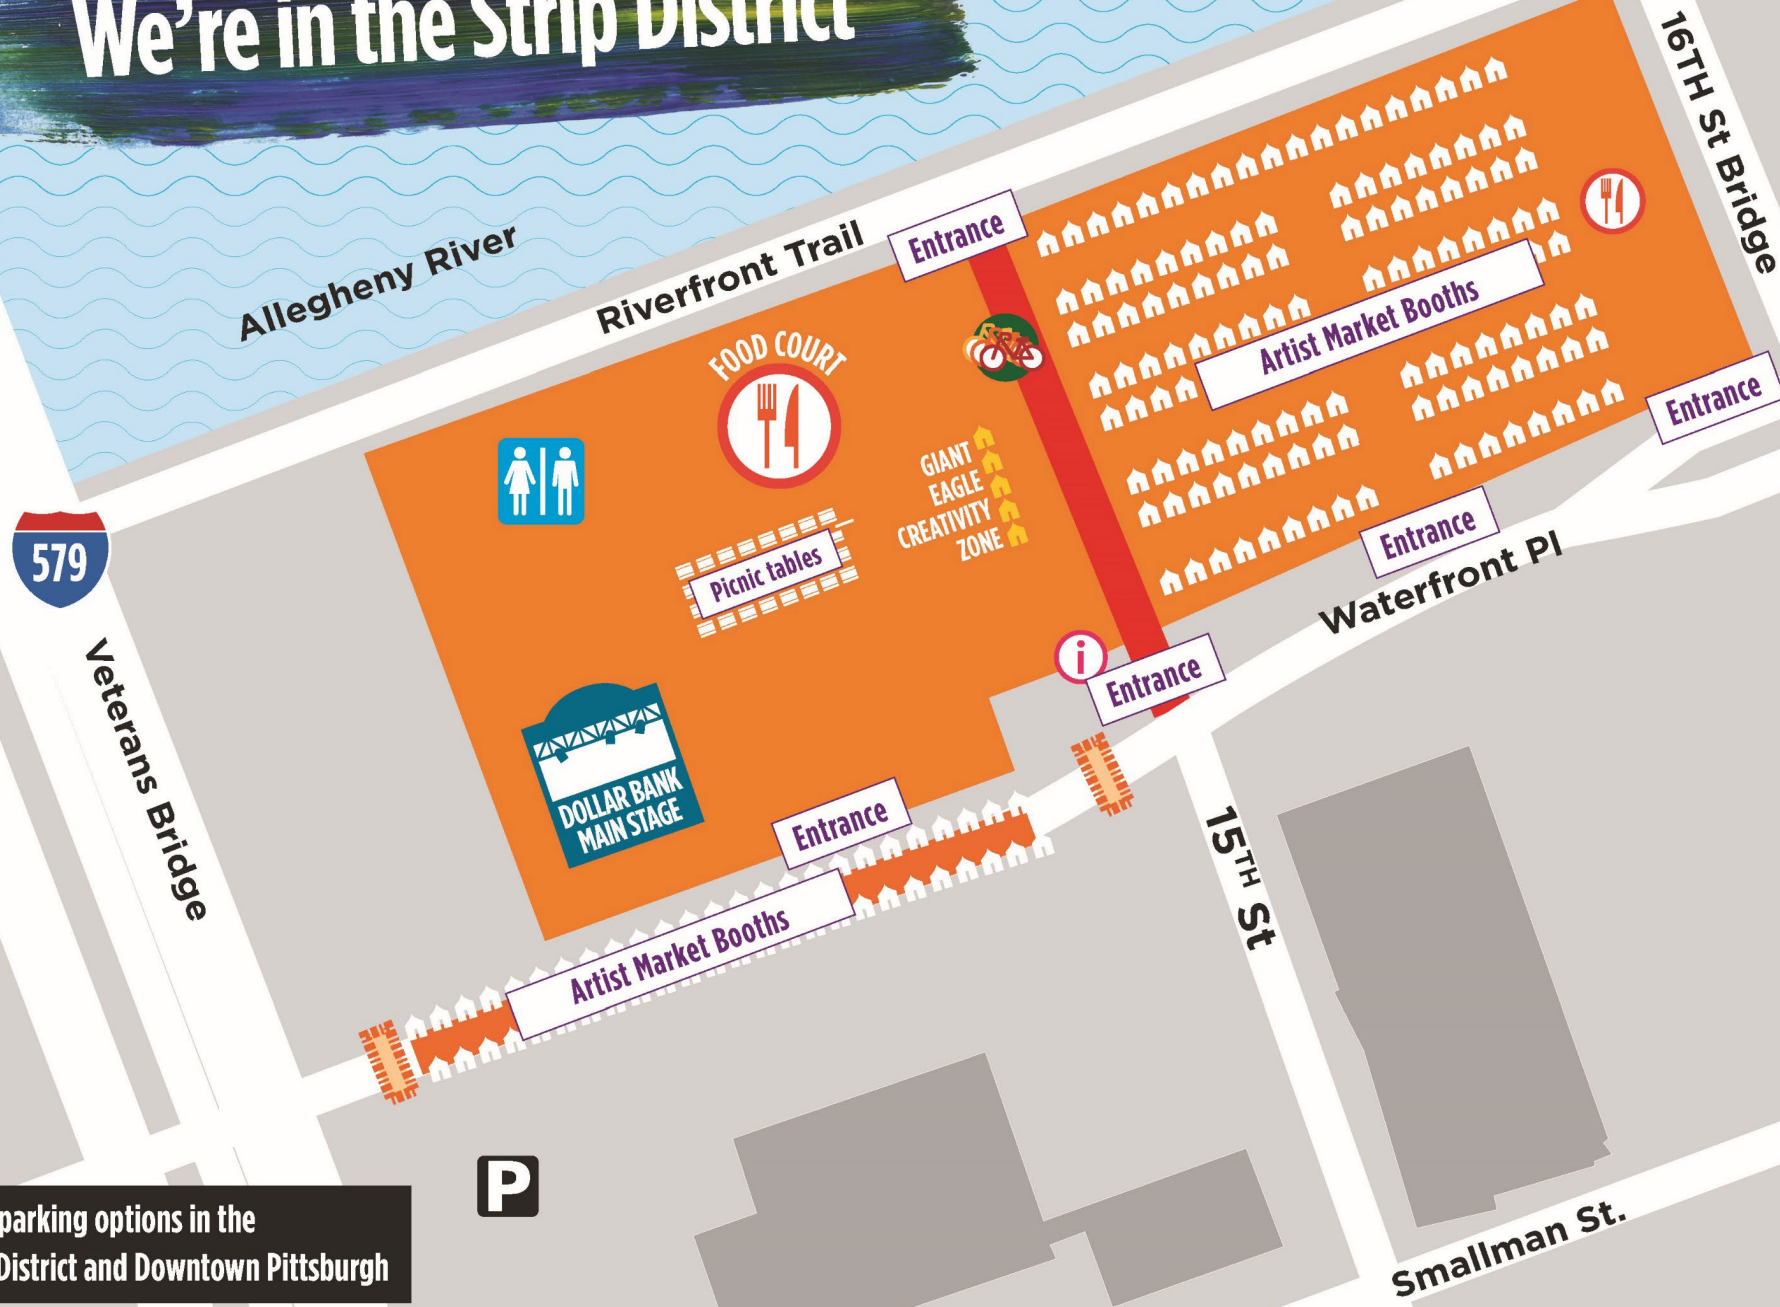 We're in the Strip District
16TH St Bridge
Allegheny River
Riverfront Trail
Entrance
FOOD COURT
Artist Market Booths
Entrance
GIANT
EAGLE
CREATIVITY
ZONE
Picnic tables
Entrance
Waterfront Pl
579
i
Entrance
Veterans Bridge
DOLLAR BANK
MAIN STAGE
Entrance
15TH St
Artist Market Booths
P
parking options in the
District and Downtown Pittsburgh
Smallman St.